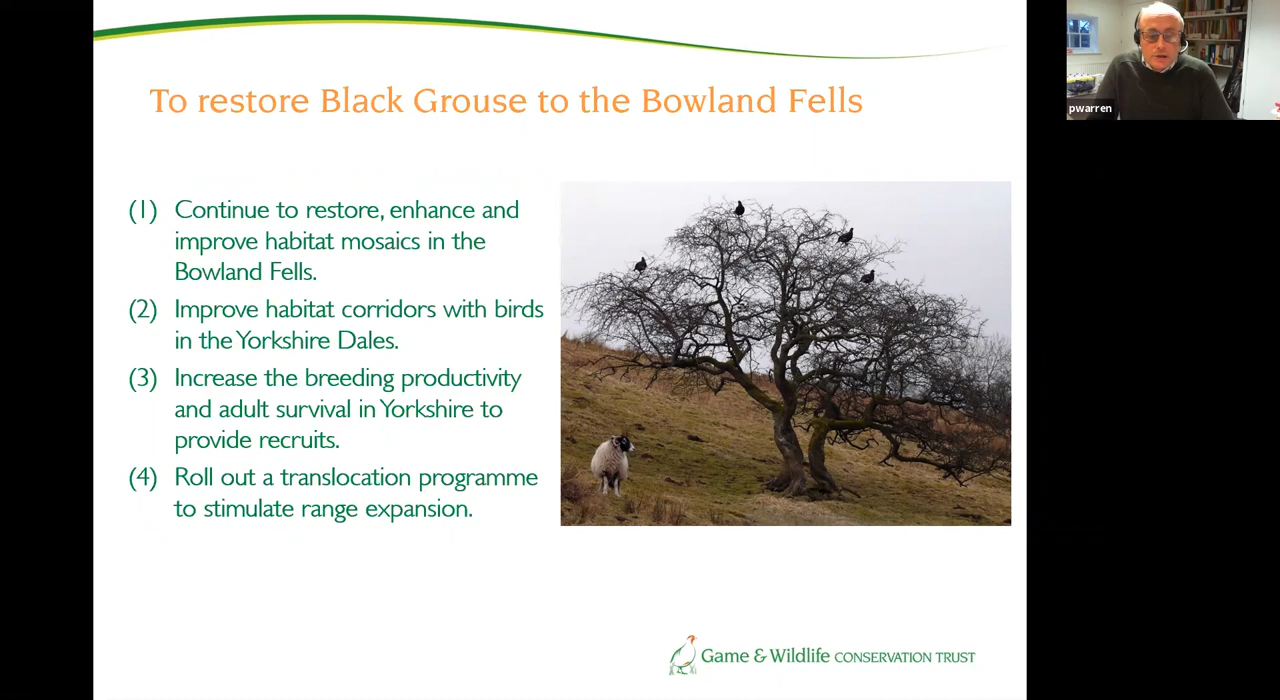 To restore Black Grouse to the Bowland Fells
pwarren
(1) Continue to restore, enhance and
improve habitat mosaics in the
Bowland Fells.
(2) Improve habitat corridors with birds
in the Yorkshire Dales.
(3) Increase the breeding productivity
and adult survival in Yorkshire to
provide recruits.
(4) Roll out a translocation programme
to stimulate range expansion.
Game & Wildlife CONSERVATION TRUST